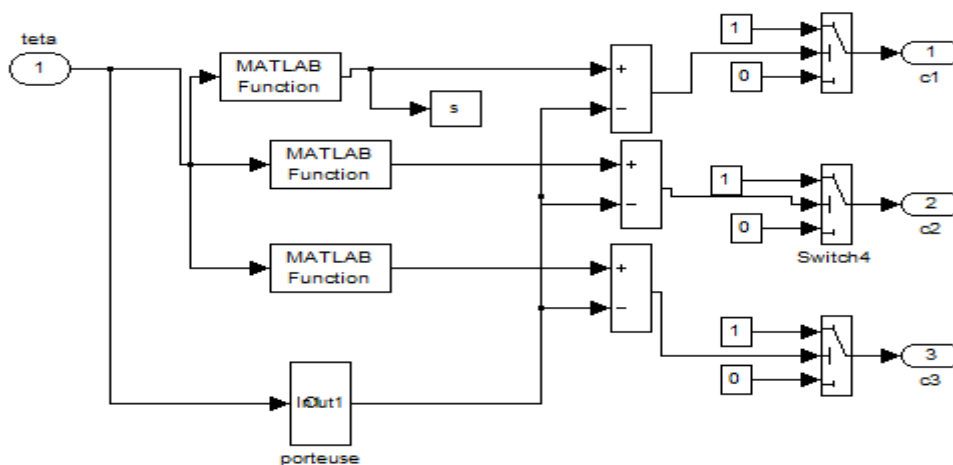 teta
1
MATLAB
Function
s
+
−
1
0
1
c1
MATLAB
Function
+
−
1
0
2
c2
Switch4
MATLAB
Function
+
−
1
0
3
c3
In1Out1
porteuse